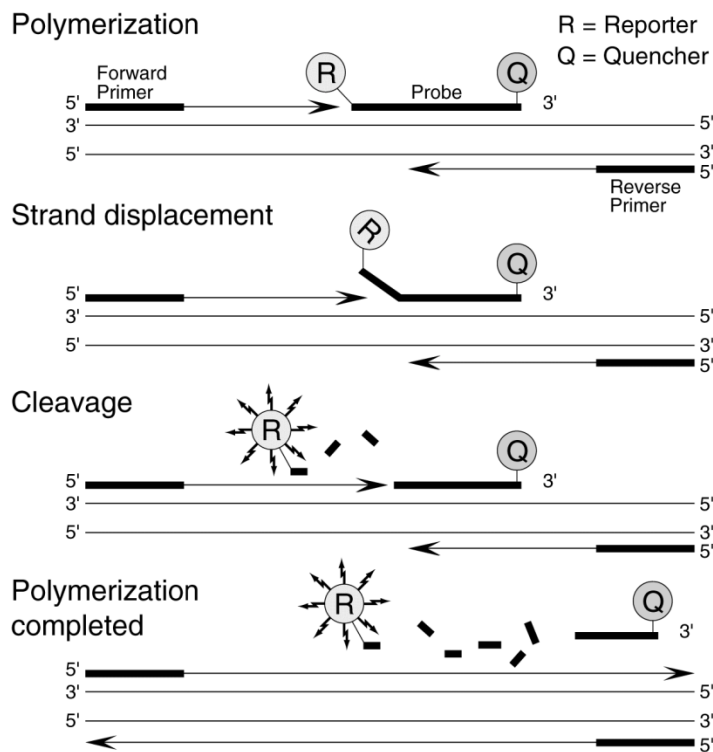 Polymerization
R = Reporter
Q = Quencher
Forward
Primer
R
Probe
Q
5'
3'
3'
5'
5'
3'
5'
Reverse
Primer
Strand displacement
R
Q
5'
3'
3'
5'
5'
3'
5'
Cleavage
R
Q
5'
3'
3'
5'
5'
3'
5'
Polymerization
completed
R
Q
3'
5'
3'
5'
5'
3'
5'